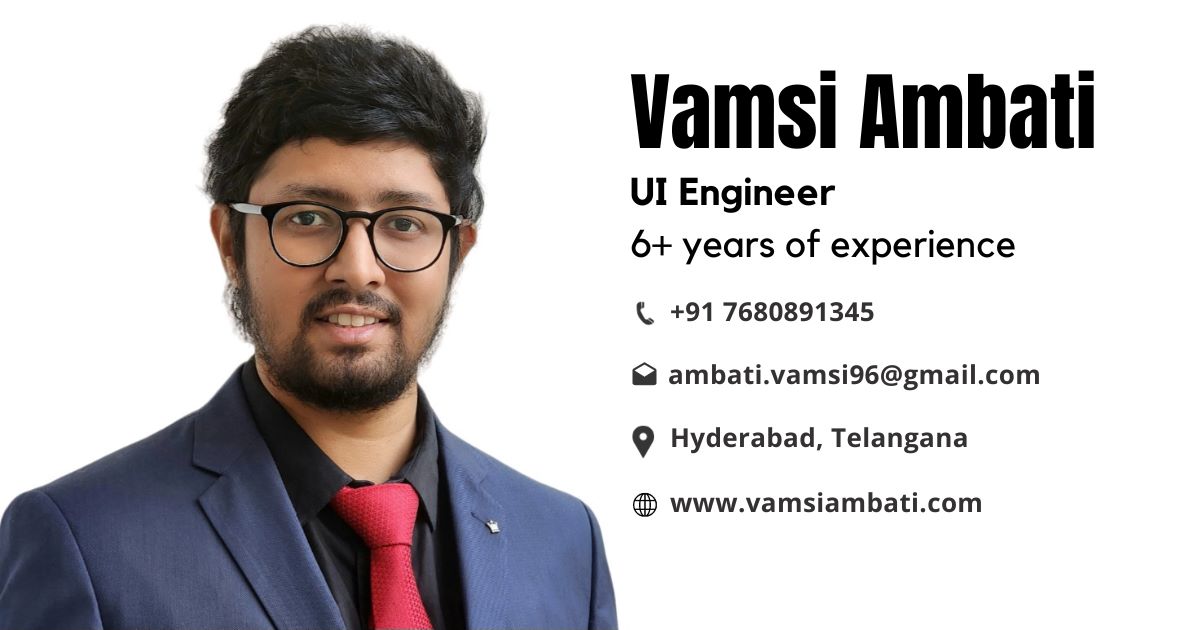 Vamsi Ambati
UI Engineer
6+ years of experience
+91 7680891345
ambati.vamsi96@gmail.com
Hyderabad, Telangana
www.vamsiambati.com